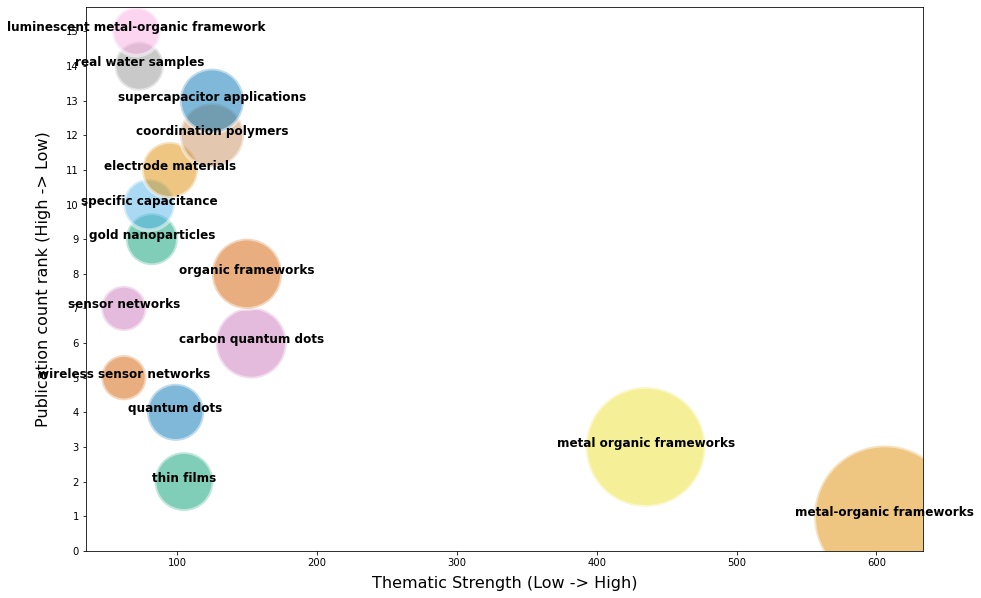 luminescent metal-organic framework
real water samples
supercapacitor applications
coordination polymers
electrode materials
specific capacitance
gold nanoparticles
organic frameworks
sensor networks
carbon quantum dots
wireless sensor networks
quantum dots
metal organic frameworks
thin films
metal-organic frameworks
Publication count rank (High -> Low)
15
14
13
12
11
10
9
8
7
6
5
4
3
2
1
0
100
200
300
400
500
600
Thematic Strength (Low -> High)